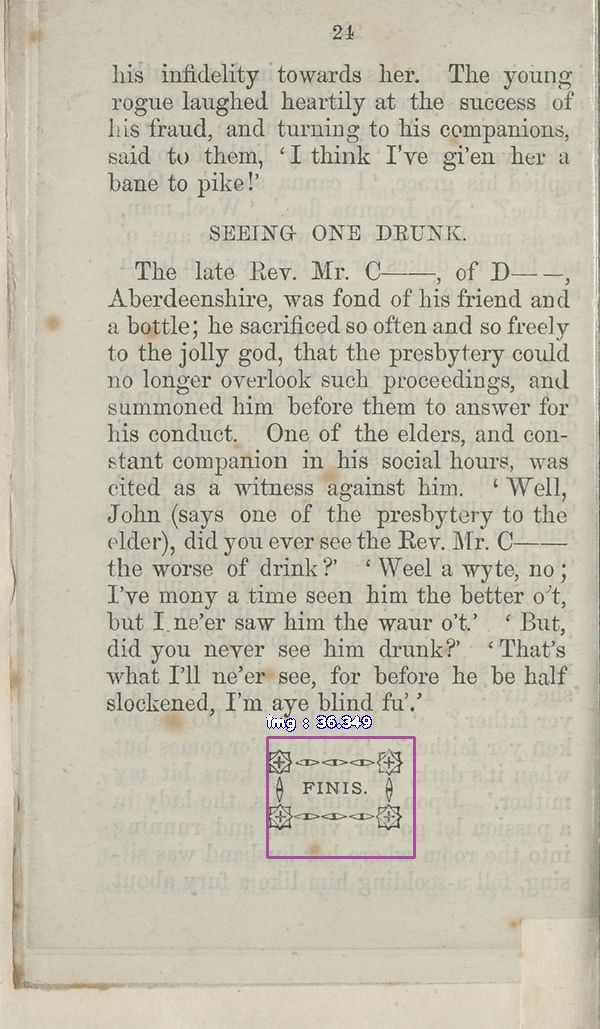 24
his infidelity towards her. The young
rogue laughed heartily at the success of
his fraud, and turning to his companions,
said to them, ‘I think I've gi'en her a
bane to pike!’
SEEING ONE DRUNK.
The late Rev. Mr. C——, of D— —,
Aberdeenshire, was fond of his friend and
a bottle; he sacrificed so often and so freely
to the jolly god, that the presbytery could
no longer overlook such proceedings, and
summoned him before them to answer for
his conduct. One of the elders, and con-
stant companion in his social hours, was
cited as a witness against him. ‘Well,
John (says one of the presbytery to the
elder), did you ever see the Rev. Mr. C——
the worse of drink?’ ‘Weel a wyte, no;
I've mony a time seen him the better o't,
but I ne'er saw him the waur o't.’ ‘But,
did you never see him drunk?’ ‘That's
what I'll ne'er see, for before he be half
slockened, I'm aye blind fu'.’
img : 36.349
FINIS.